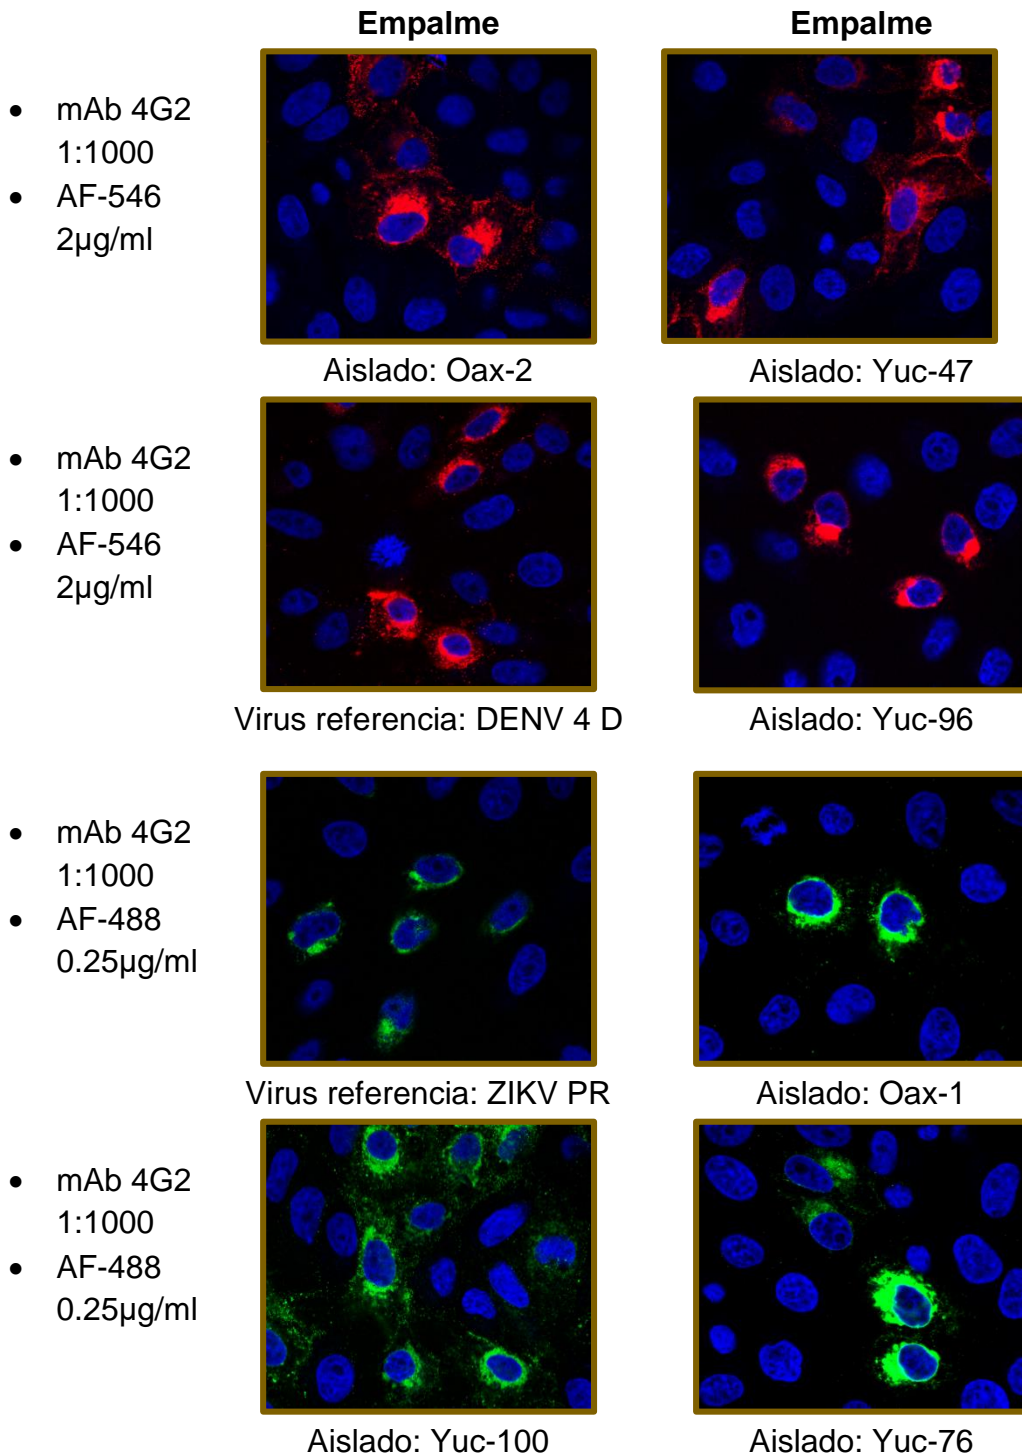 Empalme
Empalme
• mAb 4G2
1:1000
• AF-546
2µg/ml
Aislado: Oax-2
Aislado: Yuc-47
• mAb 4G2
1:1000
• AF-546
2µg/ml
Virus referencia: DENV 4 D
Aislado: Yuc-96
• mAb 4G2
1:1000
• AF-488
0.25µg/ml
Virus referencia: ZIKV PR
Aislado: Oax-1
• mAb 4G2
1:1000
• AF-488
0.25µg/ml
Aislado: Yuc-100
Aislado: Yuc-76